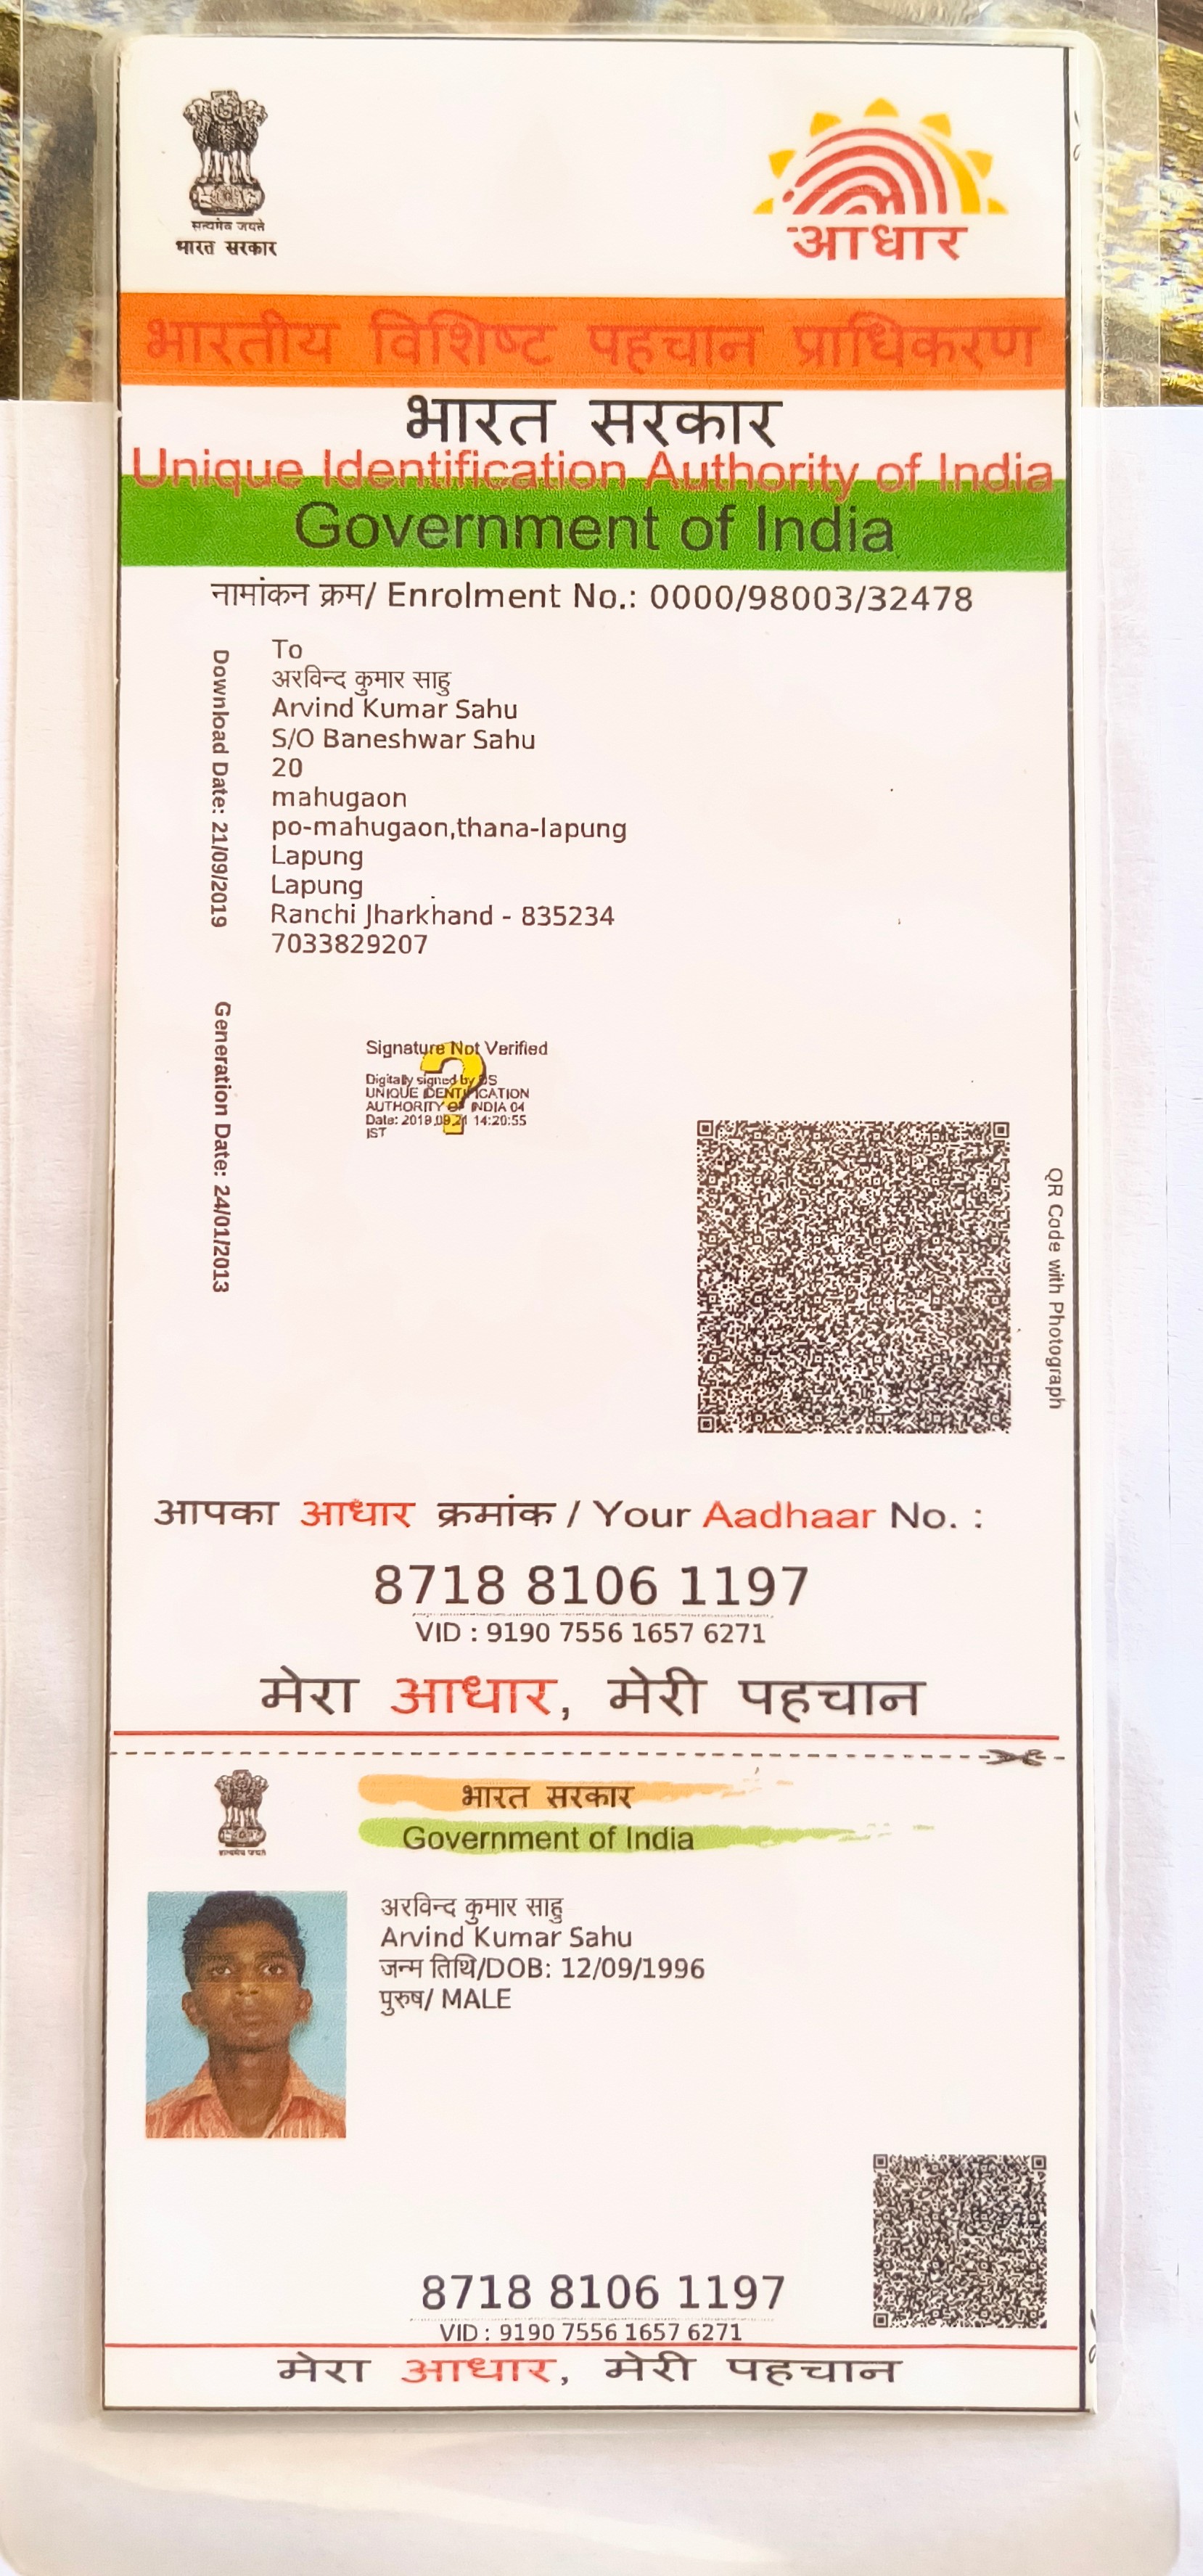 सत्यमेव जयते
भारत सरकार
आधार
भारतीय विशिष्ट पहचान प्राधिकरण
भारत सरकार
Unique Identification Authority of India
Government of India
नामांकन क्रम/ Enrolment No.: 0000/98003/32478
To
अरविन्द कुमार साहु
Arvind Kumar Sahu
S/O Baneshwar Sahu
20
mahugaon
po-mahugaon,thana-lapung
Lapung
Lapung
Ranchi Jharkhand - 835234
7033829207
Download Date: 21/09/2019
Generation Date: 24/01/2013
Signature Not Verified
Digitally signed by DS
UNIQUE IDENTIFICATION
AUTHORITY OF INDIA 04
Date: 2019.09.21 14:20:55
IST
QR Code with Photograph
आपका आधार क्रमांक / Your Aadhaar No. :
8718 8106 1197
VID : 9190 7556 1657 6271
मेरा आधार, मेरी पहचान
भारत सरकार
Government of India
सत्यमेव जयते
अरविन्द कुमार साहु
Arvind Kumar Sahu
जन्म तिथि/DOB: 12/09/1996
पुरुष/ MALE
8718 8106 1197
VID : 9190 7556 1657 6271
मेरा आधार, मेरी पहचान